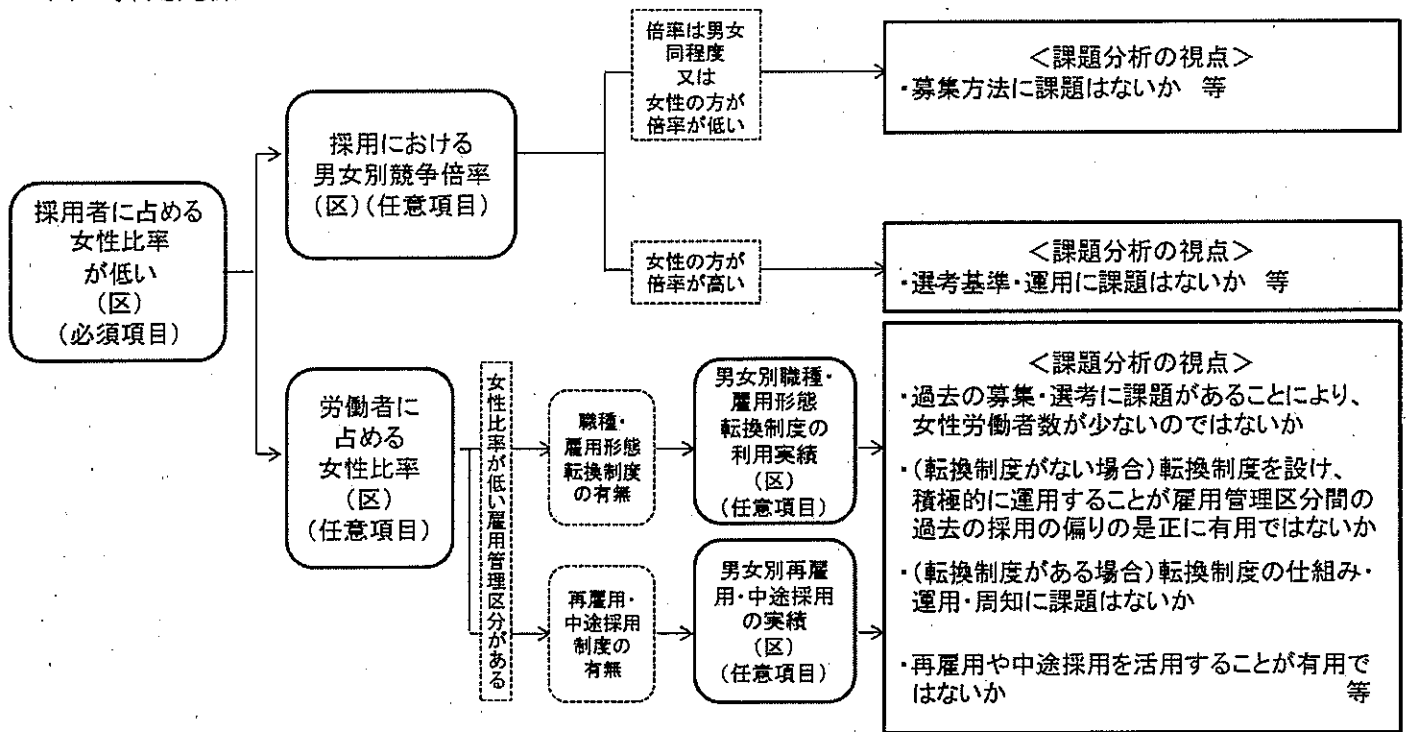 採用者に占める
女性比率
が低い
(区)
(必須項目)
採用における
男女別競争倍率
(区)(任意項目)
倍率は男女
同程度
又は
女性の方が
倍率が低い
<課題分析の視点>
・募集方法に課題はないか 等
女性の方が
倍率が高い
<課題分析の視点>
・選考基準・運用に課題はないか 等
労働者に
占める
女性比率
(区)
(任意項目)
女性比率が低い雇用管理区分がある
職種・
雇用形態
転換制度
の有無
男女別職種・
雇用形態
転換制度の
利用実績
(区)
(任意項目)
再雇用・
中途採用
制度の
有無
男女別再雇
用・中途採用
の実績
(区)
(任意項目)
<課題分析の視点>
・過去の募集・選考に課題があることにより、
女性労働者数が少ないのではないか
・(転換制度がない場合)転換制度を設け、
積極的に運用することが雇用管理区分間の
過去の採用の偏りの是正に有用ではないか
・(転換制度がある場合)転換制度の仕組み・
運用・周知に課題はないか
・再雇用や中途採用を活用することが有用で
はないか 等